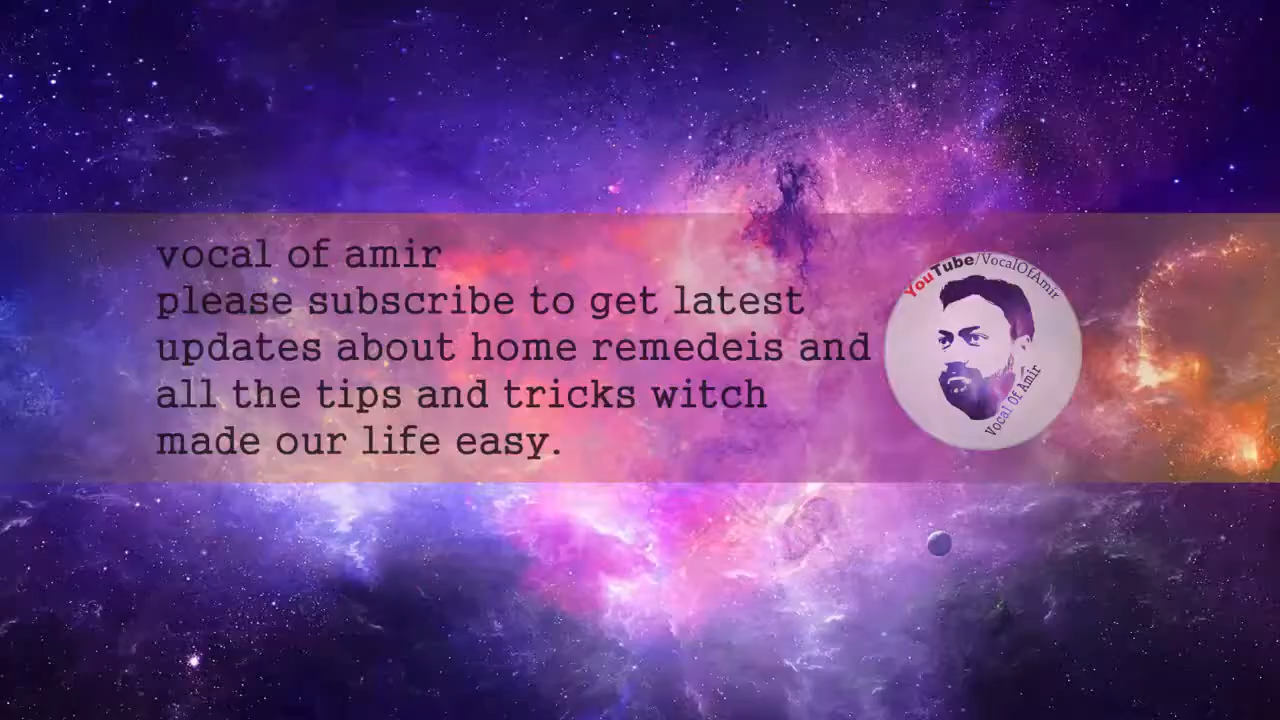 vocal of amir
please subscribe to get latest
updates about home remedeis and
all the tips and tricks witch
made our life easy.
YouTube/VocalOfAmir
Vocal Of Amir